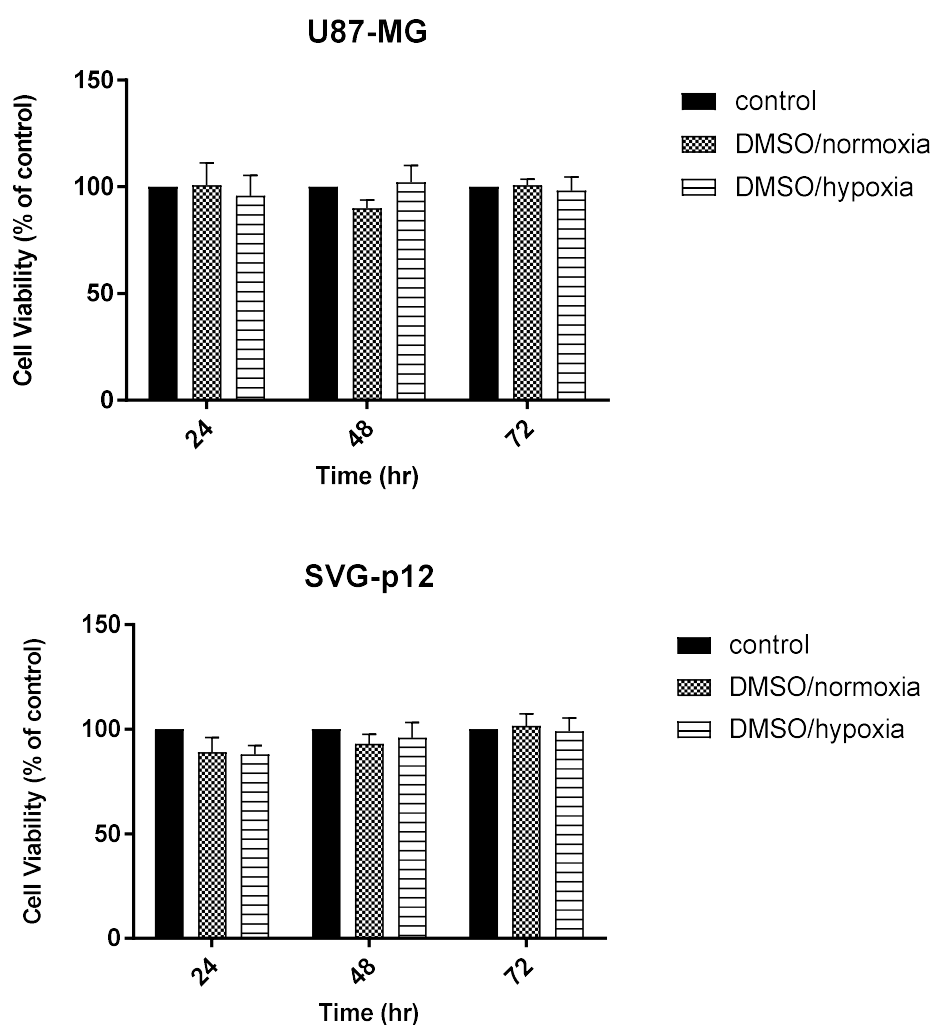 U87-MG
150
100
50
0
Cell Viability (% of control)
24
48
72
Time (hr)
control
DMSO/normoxia
DMSO/hypoxia
SVG-p12
150
100
50
0
Cell Viability (% of control)
24
48
72
Time (hr)
control
DMSO/normoxia
DMSO/hypoxia